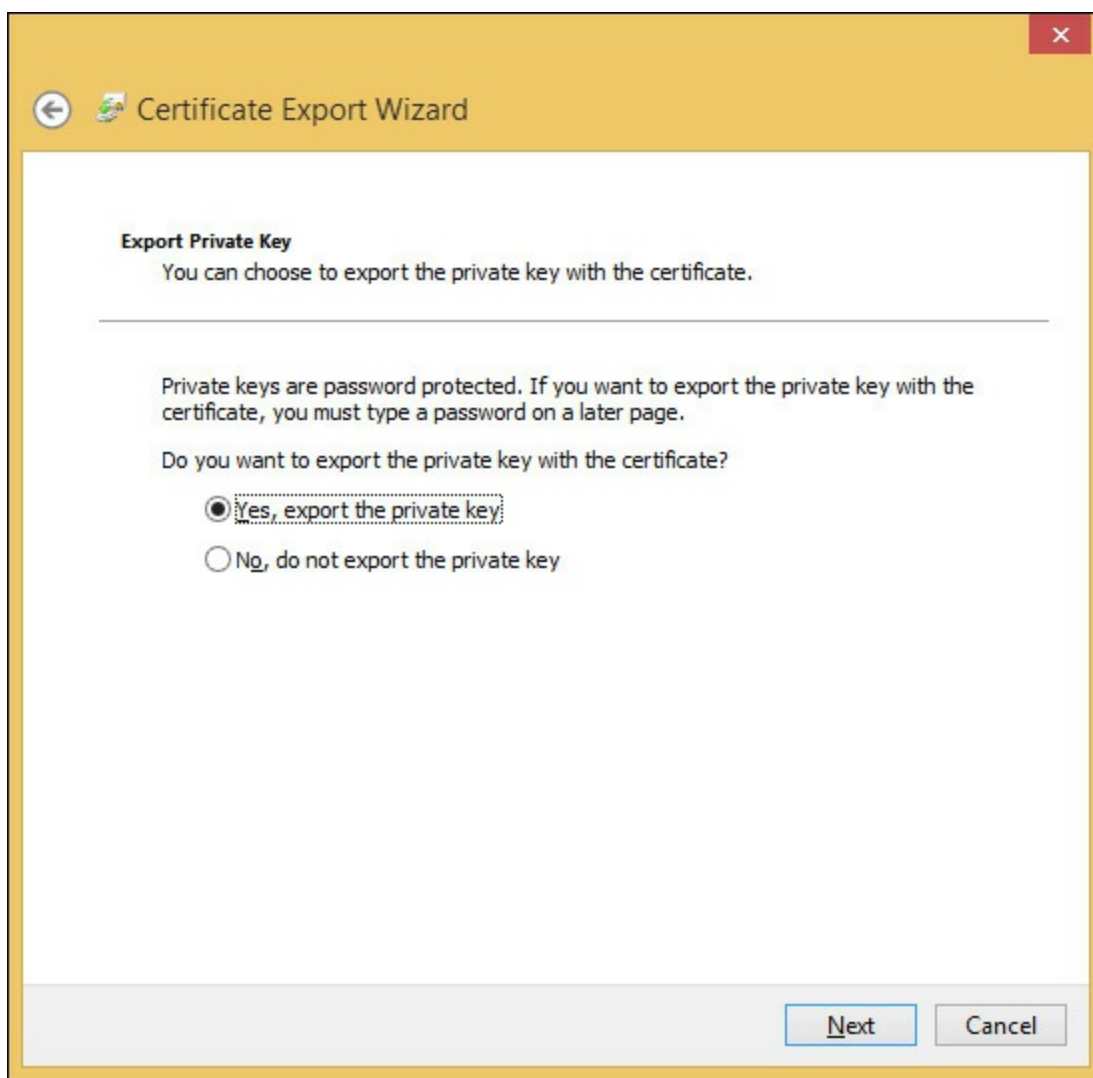 Certificate Export Wizard
Export Private Key
You can choose to export the private key with the certificate.
Private keys are password protected. If you want to export the private key with the
certificate, you must type a password on a later page.
Do you want to export the private key with the certificate?
Yes, export the private key
No, do not export the private key
Next
Cancel